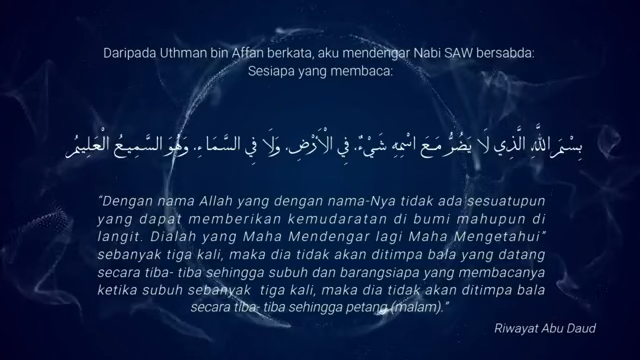 Daripada Uthman bin Affan berkata, aku mendengar Nabi SAW bersabda:
Sesiapa yang membaca:
بِسْمِ اللَّهِ، الَّذِي لَا يَضُرُّ مَعَ اسْمِهِ شَيْءٌ. فِي الْأَرْضِ. وَلَا فِي السَّمَاءِ. وَهُوَ السَّمِيعُ الْعَلِيمُ
“Dengan nama Allah yang dengan nama-Nya tidak ada sesuatupun
yang dapat memberikan kemudaratan di bumi mahupun di
langit. Dialah yang Maha Mendengar lagi Maha Mengetahui”
sebanyak tiga kali, maka dia tidak akan ditimpa bala yang datang
secara tiba- tiba sehingga subuh dan barangsiapa yang membacanya
ketika subuh sebanyak tiga kali, maka dia tidak akan ditimpa bala
secara tiba- tiba sehingga petang (malam).”
Riwayat Abu Daud